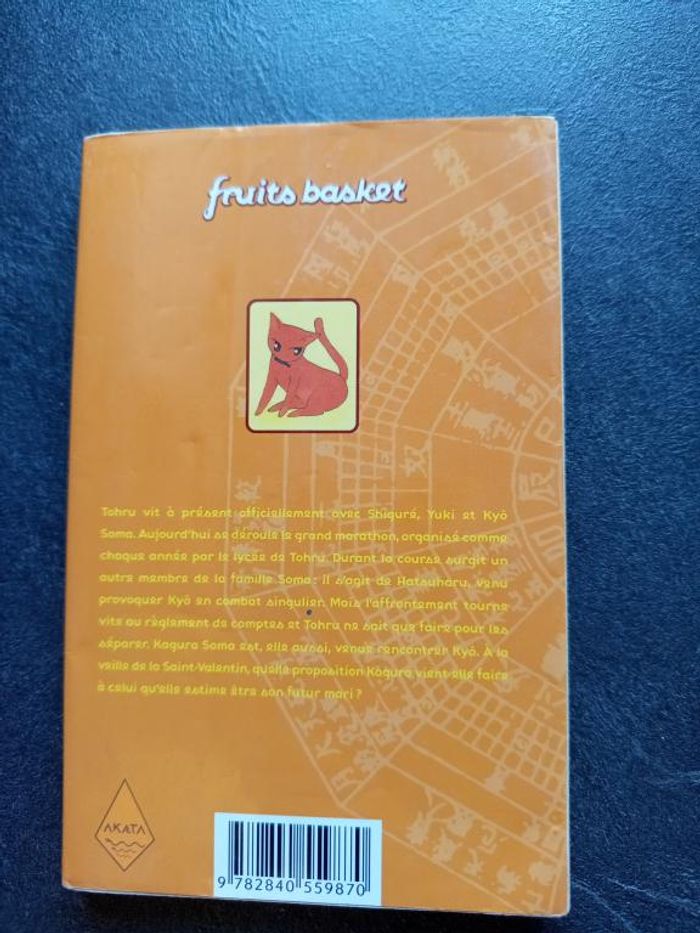 fruits basket
Tohru vit à présent officiellement avec Shiguré, Yuki et Kyô
Soma. Aujourd'hui se déroule le grand marathon, organisé comme
chaque année par le lycée de Tohru. Durant la course surgit un
autre membre de la famille Soma : il s'agit de Hatsuharu, venu
provoquer Kyô en combat singulier. Mais l'affrontement tourne
vite au règlement de comptes et Tohru ne sait que faire pour les
séparer. Kagura Soma est, elle aussi, venue rencontrer Kyô. À la
veille de la Saint-Valentin, quelle proposition Kagura vient-elle faire
à celui qu'elle estime être son futur mari ?
AKATA
9 782840 559870